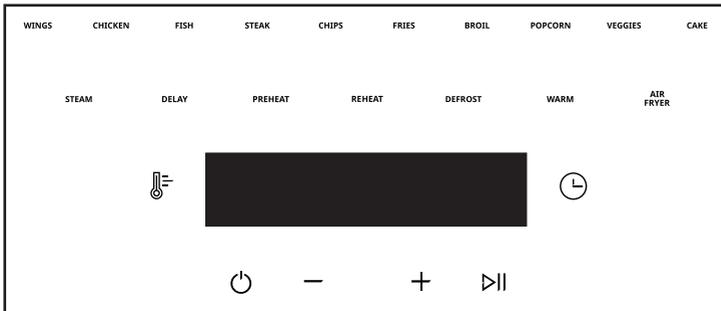 WINGS CHICKEN FISH STEAK CHIPS FRIES BROIL POPCORN VEGGIES CAKE
STEAM DELAY PREHEAT REHEAT DEFROST WARM AIR FRYER